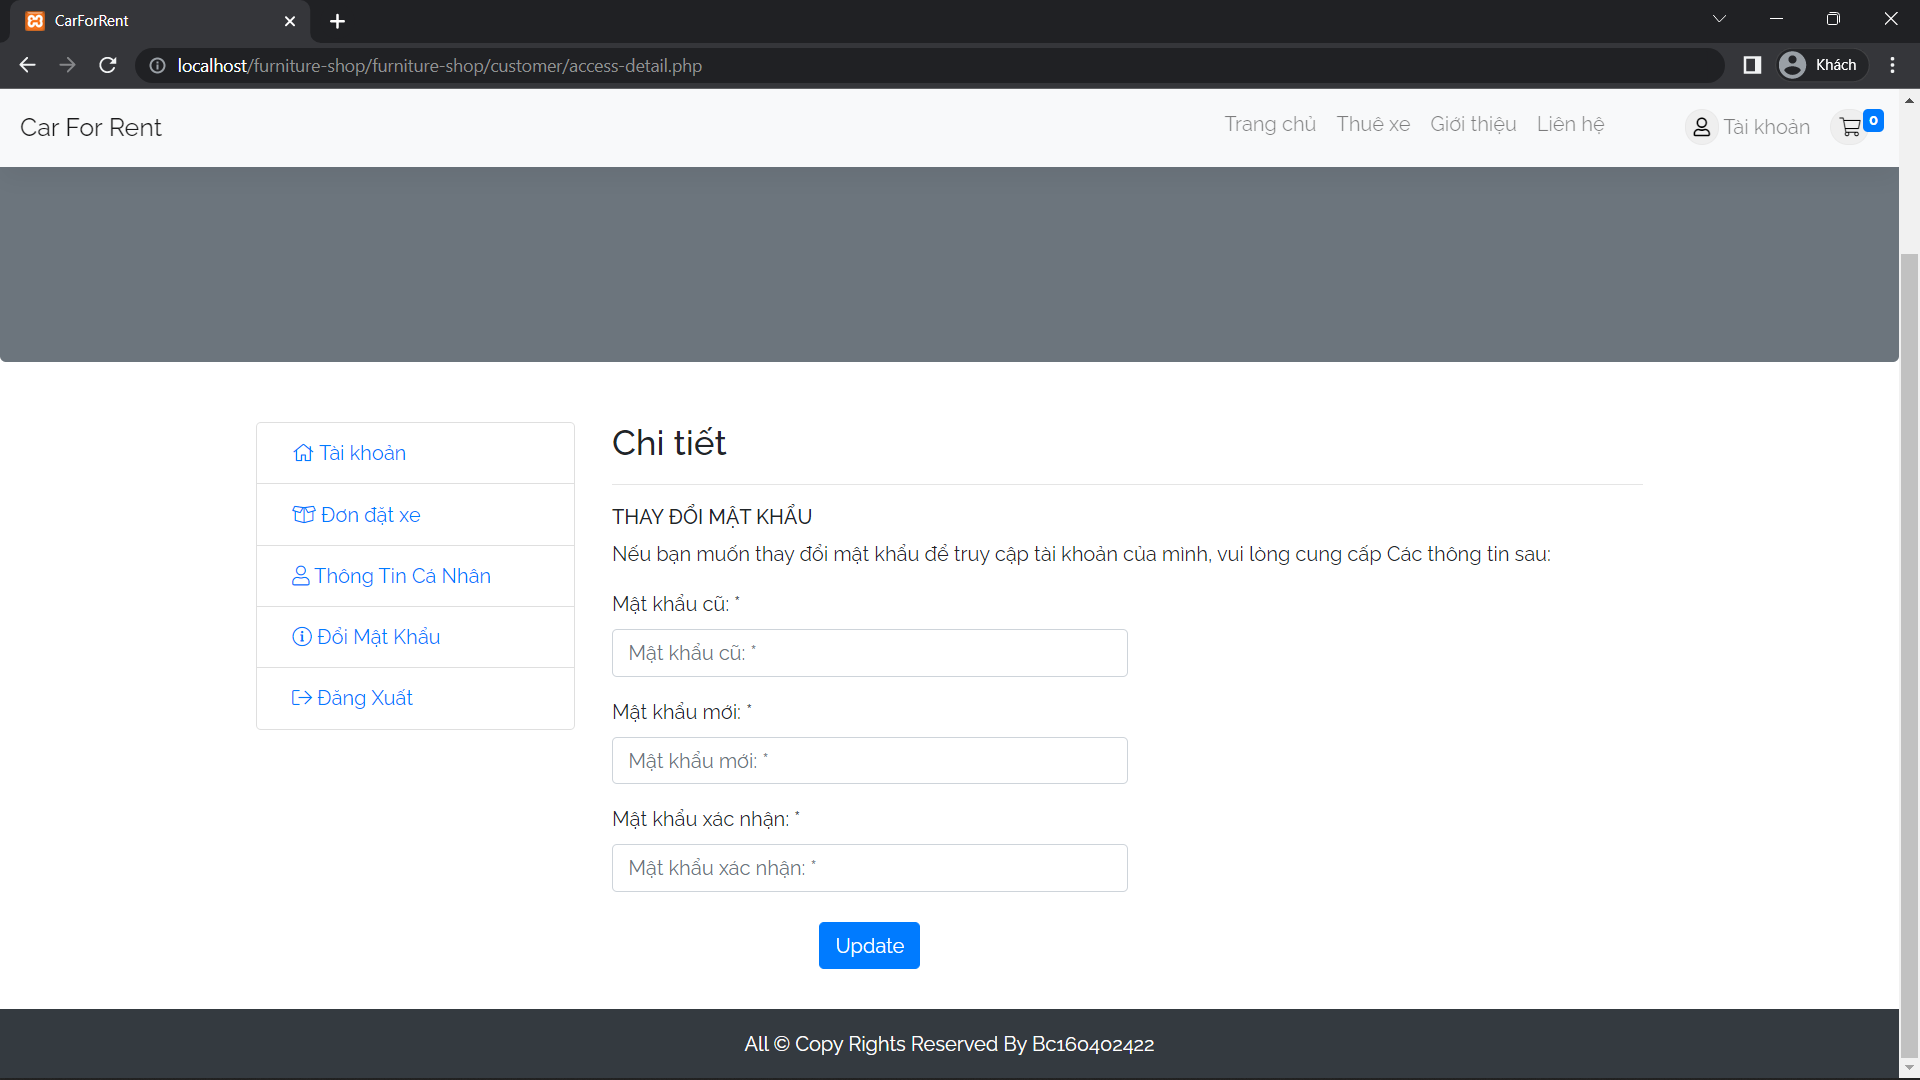 CarForRent
localhost/furniture-shop/furniture-shop/customer/access-detail.php
Khách
Car For Rent
Trang chủ Thuê xe Giới thiệu Liên hệ Tài khoản 0
Tài khoản
Đơn đặt xe
Thông Tin Cá Nhân
Đổi Mật Khẩu
Đăng Xuất
Chi tiết
THAY ĐỔI MẬT KHẨU
Nếu bạn muốn thay đổi mật khẩu để truy cập tài khoản của mình, vui lòng cung cấp Các thông tin sau:
Mật khẩu cũ: *
Mật khẩu cũ: *
Mật khẩu mới: *
Mật khẩu mới: *
Mật khẩu xác nhận: *
Mật khẩu xác nhận: *
Update
All © Copy Rights Reserved By Bc160402422